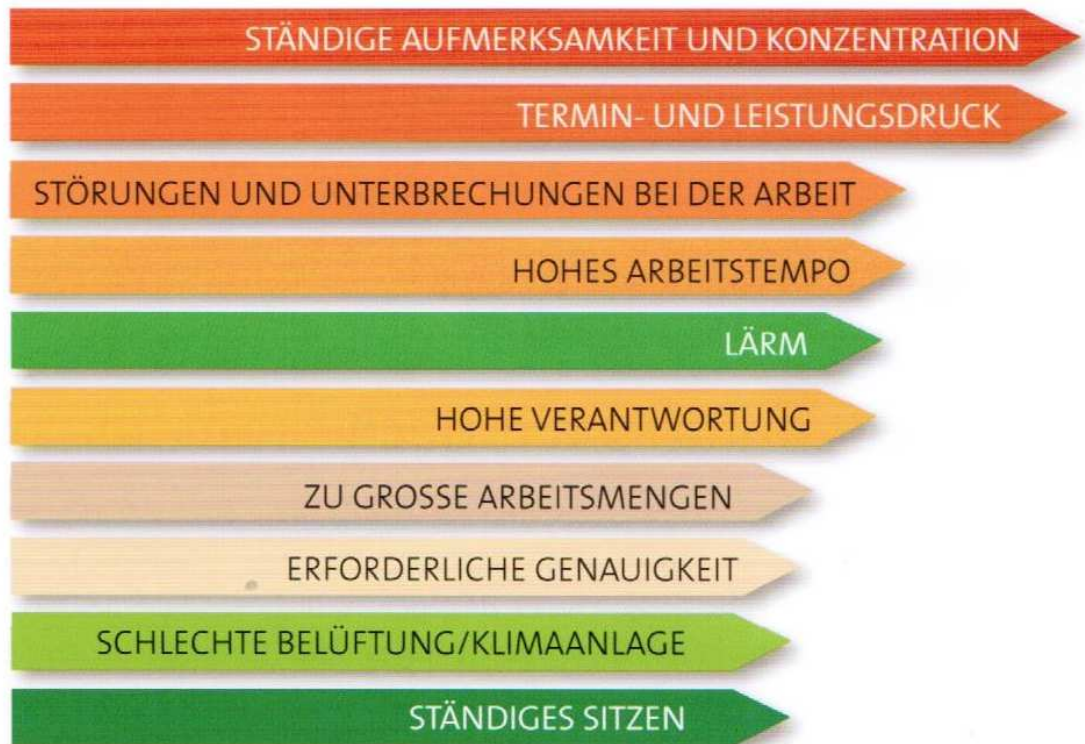 STÄNDIGE AUFMERKSAMKEIT UND KONZENTRATION
TERMIN- UND LEISTUNGSDRUCK
STÖRUNGEN UND UNTERBRECHUNGEN BEI DER ARBEIT
HOHES ARBEITSTEMPO
LÄRM
HOHE VERANTWORTUNG
ZU GROSSE ARBEITSMENGEN
ERFORDERLICHE GENAUIGKEIT
SCHLECHTE BELÜFTUNG/KLIMAANLAGE
STÄNDIGES SITZEN